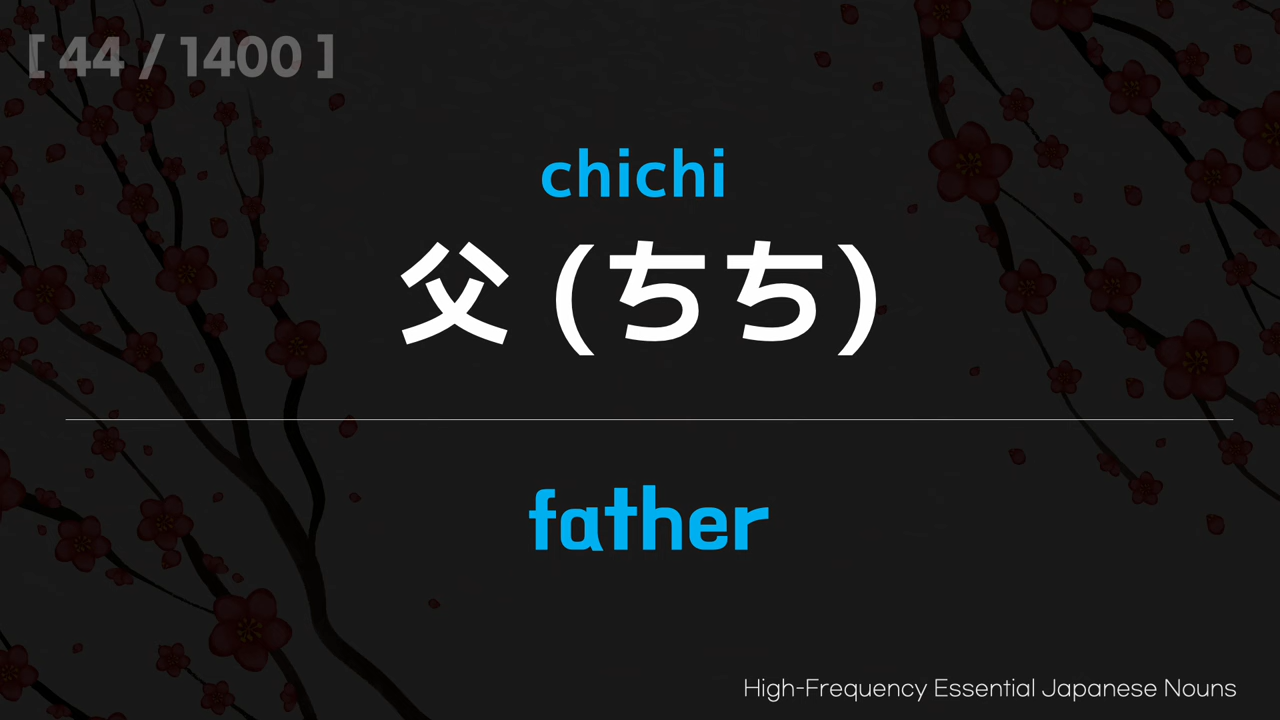 [ 44 / 1400 ]
chichi
父 (ちち)
father
High-Frequency Essential Japanese Nouns